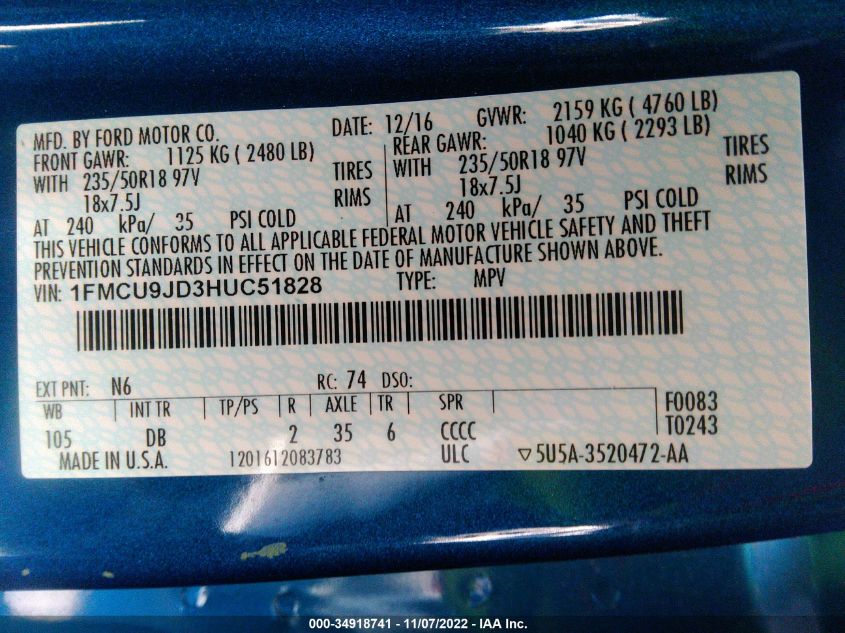 MFD. BY FORD MOTOR CO. DATE: 12/16 GVWR: 2159 KG ( 4760 LB)
FRONT GAWR: 1125 KG ( 2480 LB) REAR GAWR: 1040 KG ( 2293 LB)
WITH 235/50R18 97V TIRES WITH 235/50R18 97V TIRES
18x7.5J RIMS 18x7.5J RIMS
AT 240 kPa/ 35 PSI COLD AT 240 kPa/ 35 PSI COLD
THIS VEHICLE CONFORMS TO ALL APPLICABLE FEDERAL MOTOR VEHICLE SAFETY AND THEFT
PREVENTION STANDARDS IN EFFECT ON THE DATE OF MANUFACTURE SHOWN ABOVE.
VIN: 1FMCU9JD3HUC51828 TYPE: MPV
EXT PNT: N6 RC: 74 DSO:
WB INT TR TP/PS R AXLE TR SPR F0083
105 DB 2 35 6 CCCC T0243
MADE IN U.S.A. 1201612083783 ULC ▽5U5A-3520472-AA
000-34918741 - 11/07/2022 - IAA Inc.